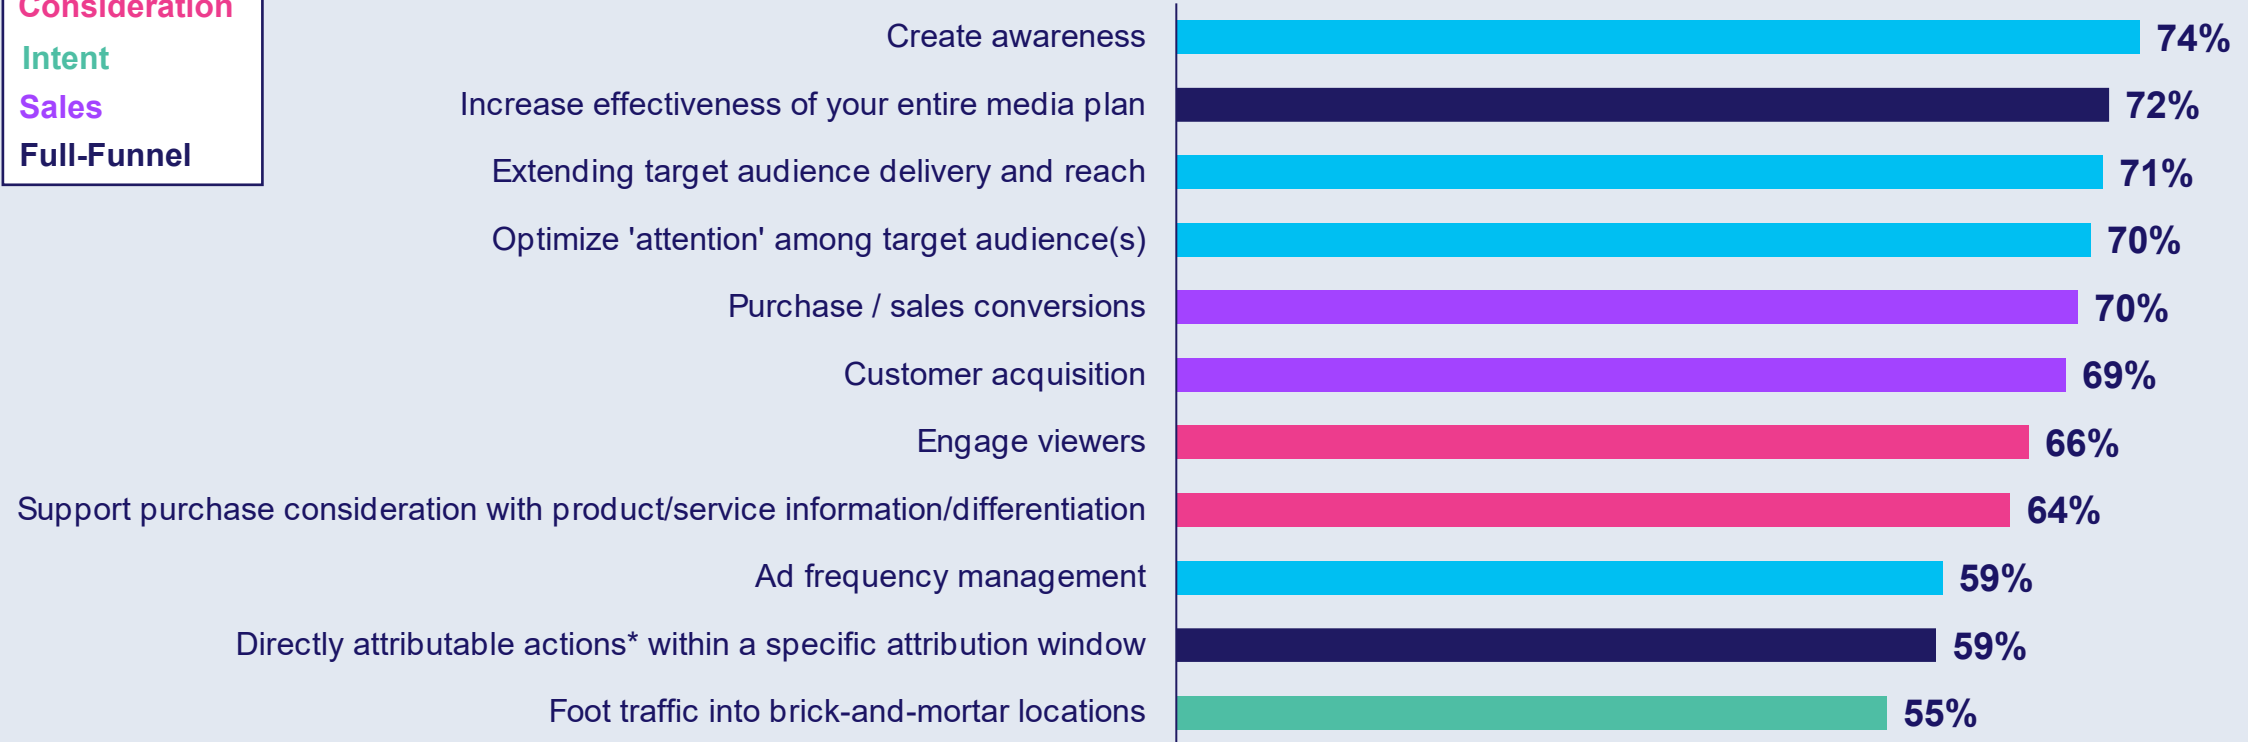 Consideration
Intent
Sales
Full-Funnel
Create awareness 74%
Increase effectiveness of your entire media plan 72%
Extending target audience delivery and reach 71%
Optimize 'attention' among target audience(s) 70%
Purchase / sales conversions 70%
Customer acquisition 69%
Engage viewers 66%
Support purchase consideration with product/service information/differentiation 64%
Ad frequency management 59%
Directly attributable actions* within a specific attribution window 59%
Foot traffic into brick-and-mortar locations 55%